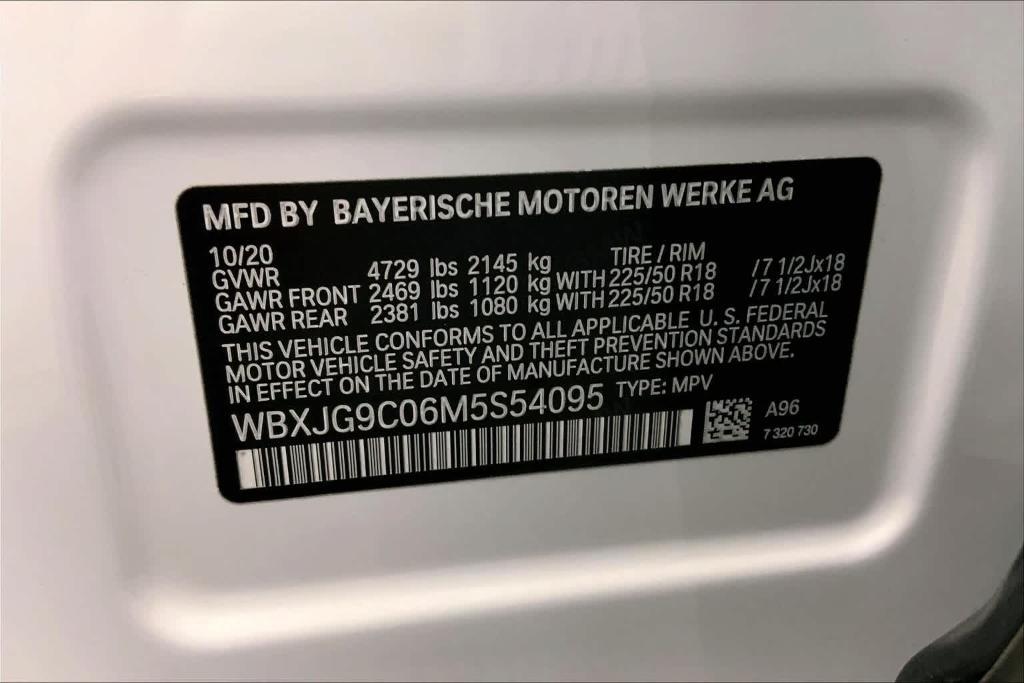 MFD BY BAYERISCHE MOTOREN WERKE AG
10/20 TIRE / RIM
GVWR 4729 lbs 2145 kg
GAWR FRONT 2469 lbs 1120 kg WITH 225/50 R18 /7 1/2Jx18
GAWR REAR 2381 lbs 1080 kg WITH 225/50 R18 /7 1/2Jx18
THIS VEHICLE CONFORMS TO ALL APPLICABLE U. S. FEDERAL
MOTOR VEHICLE SAFETY AND THEFT PREVENTION STANDARDS
IN EFFECT ON THE DATE OF MANUFACTURE SHOWN ABOVE.
WBXJG9C06M5S54095 TYPE: MPV
A96
7 320 730